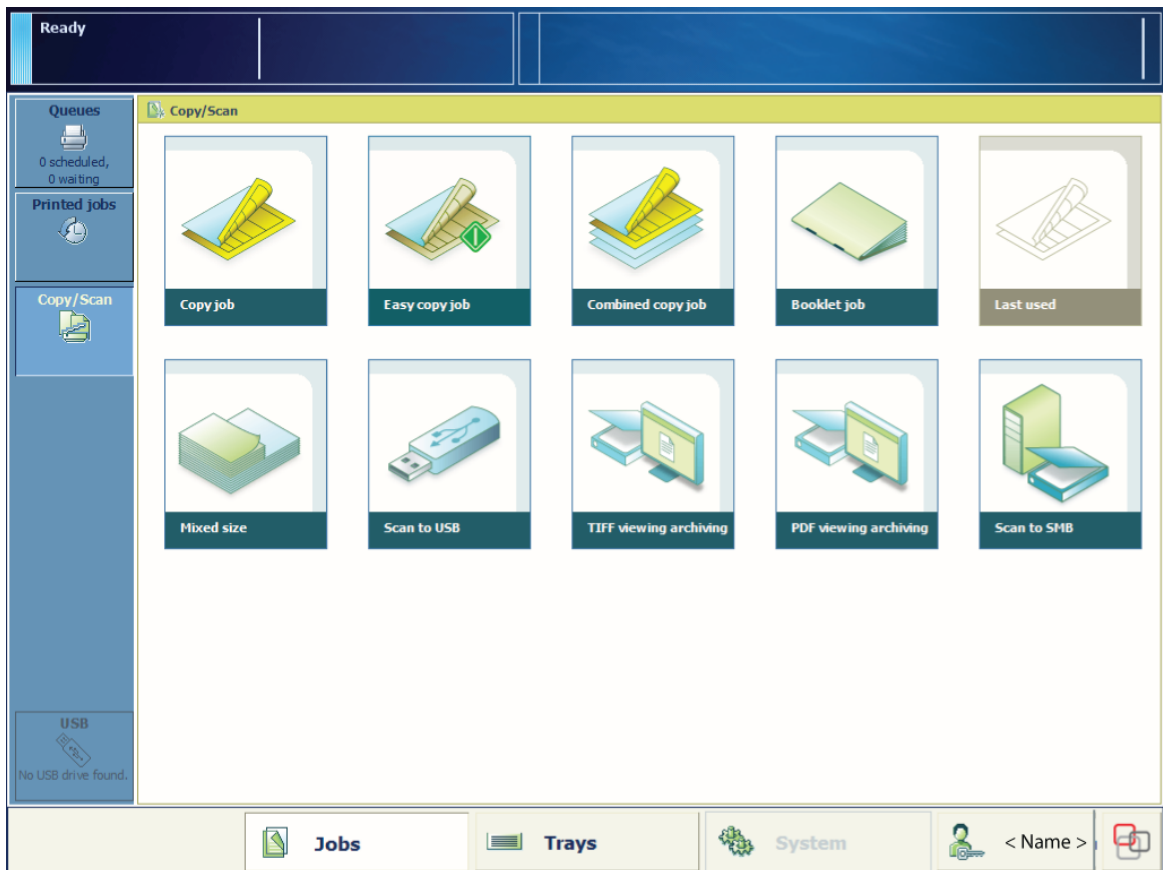 Ready
Queues
0 scheduled,
0 waiting
Printed jobs
Copy/Scan
USB
No USB drive found.
Copy/Scan
Copy job
Easy copy job
Combined copy job
Booklet job
Last used
Mixed size
Scan to USB
TIFF viewing archiving
PDF viewing archiving
Scan to SMB
Jobs
Trays
System
< Name >